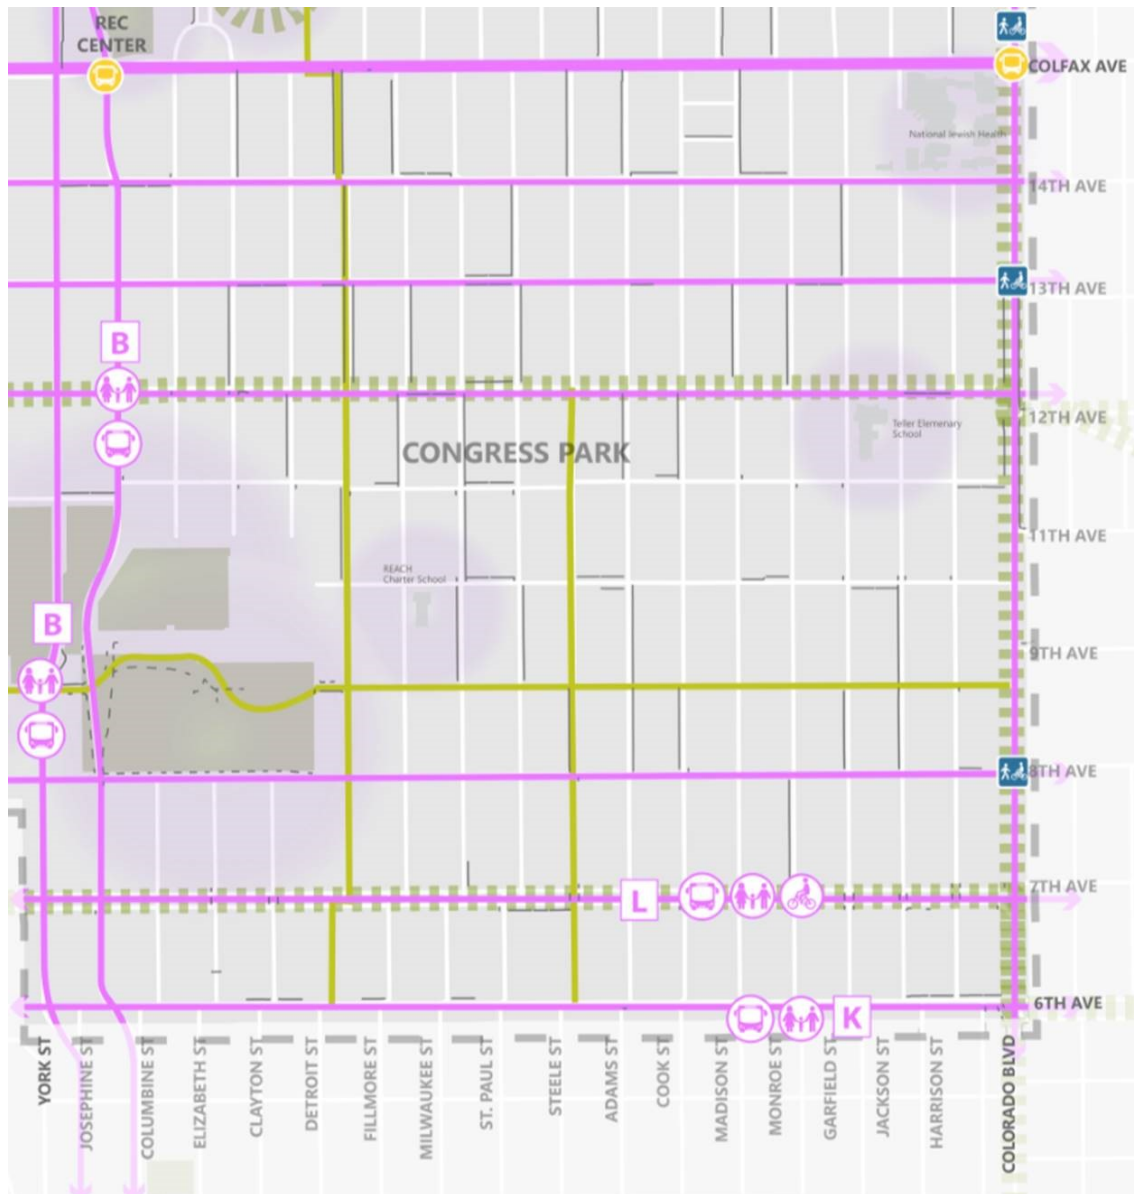 REC
CENTER
COLFAX AVE
National Jewish Health
14TH AVE
13TH AVE
B
12TH AVE
Teller Elemenary
School
CONGRESS PARK
11TH AVE
REACH
Charter School
B
9TH AVE
8TH AVE
7TH AVE
L
6TH AVE
K
YORK ST
JOSEPHINE ST
COLUMBINE ST
ELIZABETH ST
CLAYTON ST
DETROIT ST
FILLMORE ST
MILWAUKEE ST
ST. PAUL ST
STEELE ST
ADAMS ST
COOK ST
MADISON ST
MONROE ST
GARFIELD ST
JACKSON ST
HARRISON ST
COLORADO BLVD